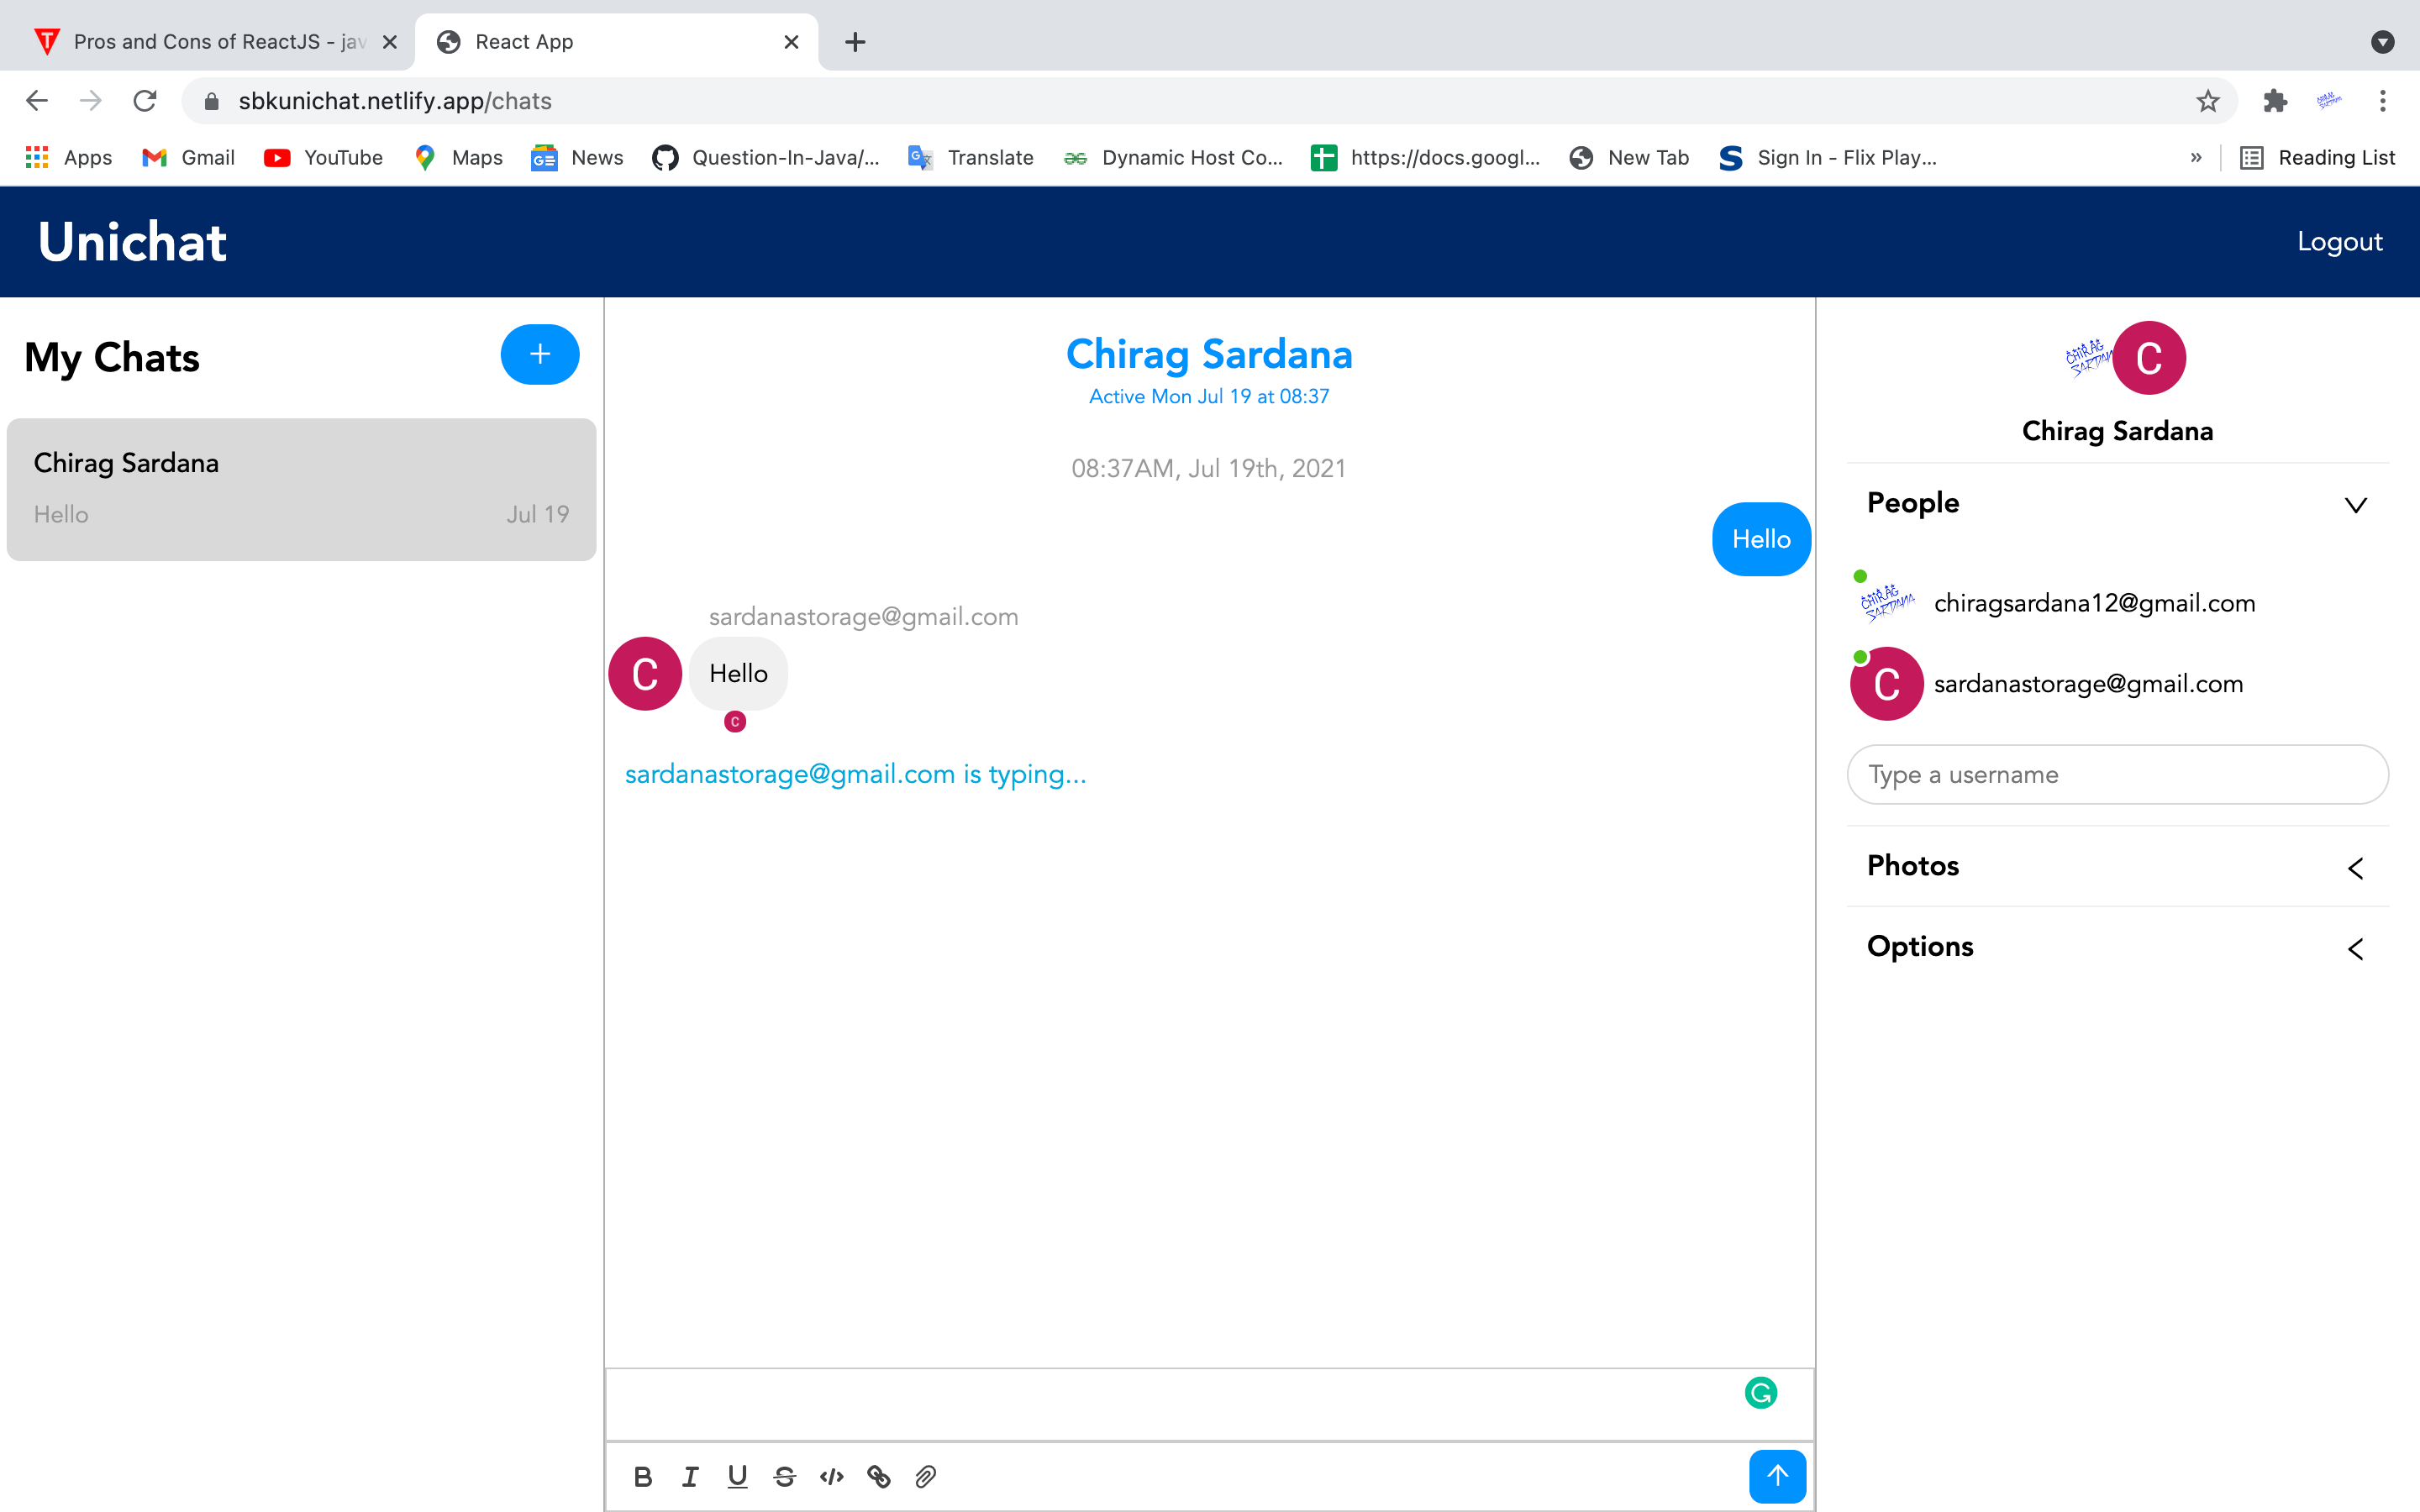 Pros and Cons of ReactJS - jav
React App
sbkunichat.netlify.app/chats
Apps Gmail YouTube Maps News Question-In-Java/... Translate Dynamic Host Co... https://docs.googl... New Tab Sign In - Flix Play... » Reading List
Unichat
Logout
My Chats
+
Chirag Sardana
Hello Jul 19
Chirag Sardana
Active Mon Jul 19 at 08:37
08:37AM, Jul 19th, 2021
Hello
sardanastorage@gmail.com
C
Hello
C
sardanastorage@gmail.com is typing...
B I U S </>
CHIRAG
SARDANA
C
Chirag Sardana
People
CHIRAG
SARDANA
chiragsardana12@gmail.com
C
sardanastorage@gmail.com
Type a username
Photos
Options